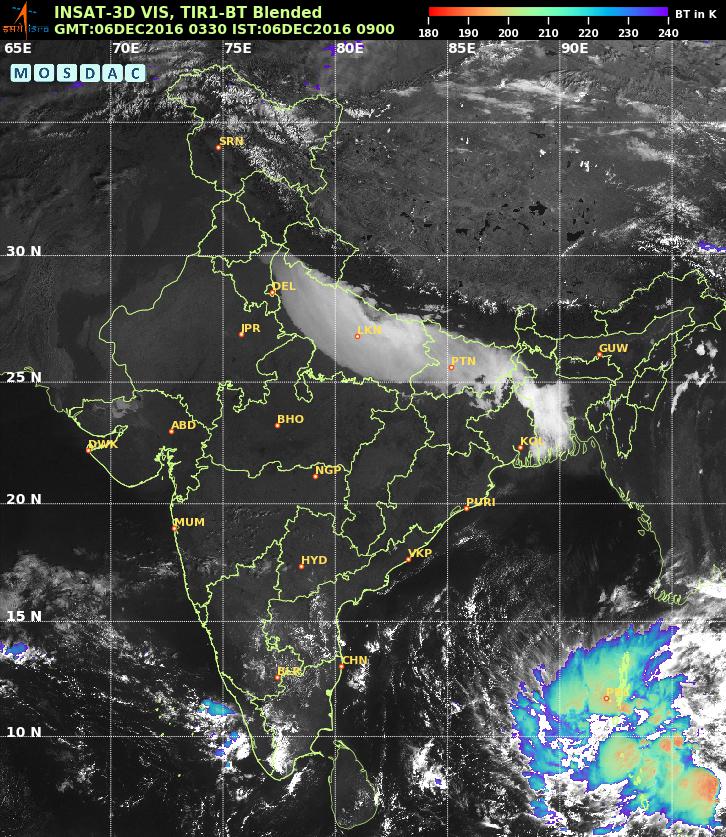 INSAT-3D VIS, TIR1-BT Blended
GMT:06DEC2016 0330 IST:06DEC2016 0900
BT in K
180 190 200 210 220 230 240
65E 70E 75E 80E 85E 90E
M O S D A C
SRN
30 N
DEL
JPR
LKN
GUW
PTN
25 N
ABD
BHO
DWK
KOL
NGP
20 N
PURI
MUM
VKP
HYD
15 N
CHN
BLR
10 N